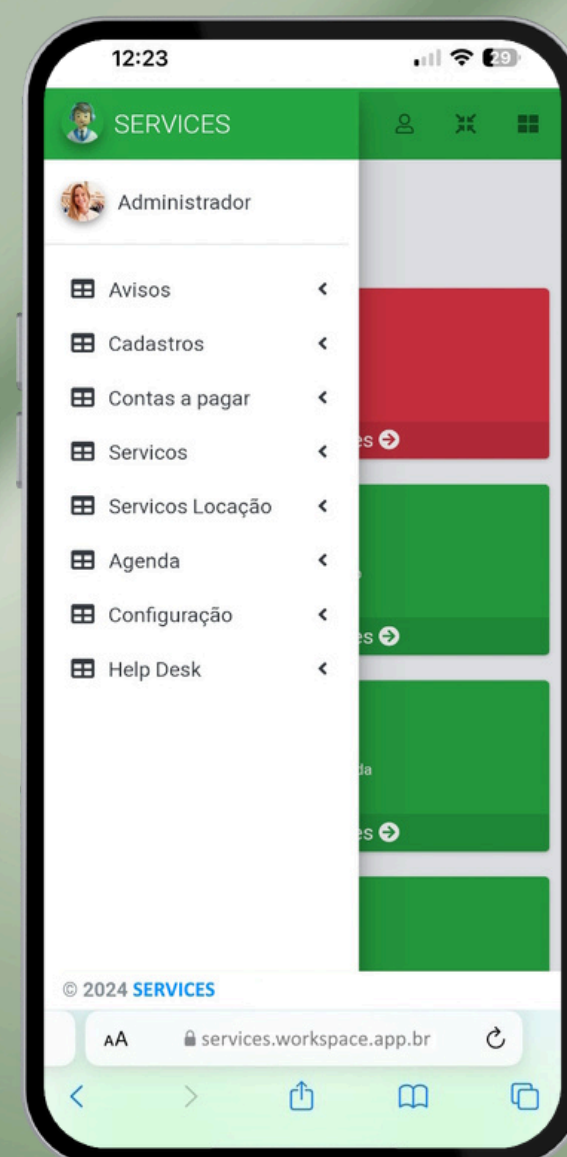 12:23
29
SERVICES
Administrador
Avisos
Cadastros
Contas a pagar
es
Servicos
Servicos Locação
Agenda
Configuração
es
Help Desk
da
es
© 2024 SERVICES
AA services.workspace.app.br